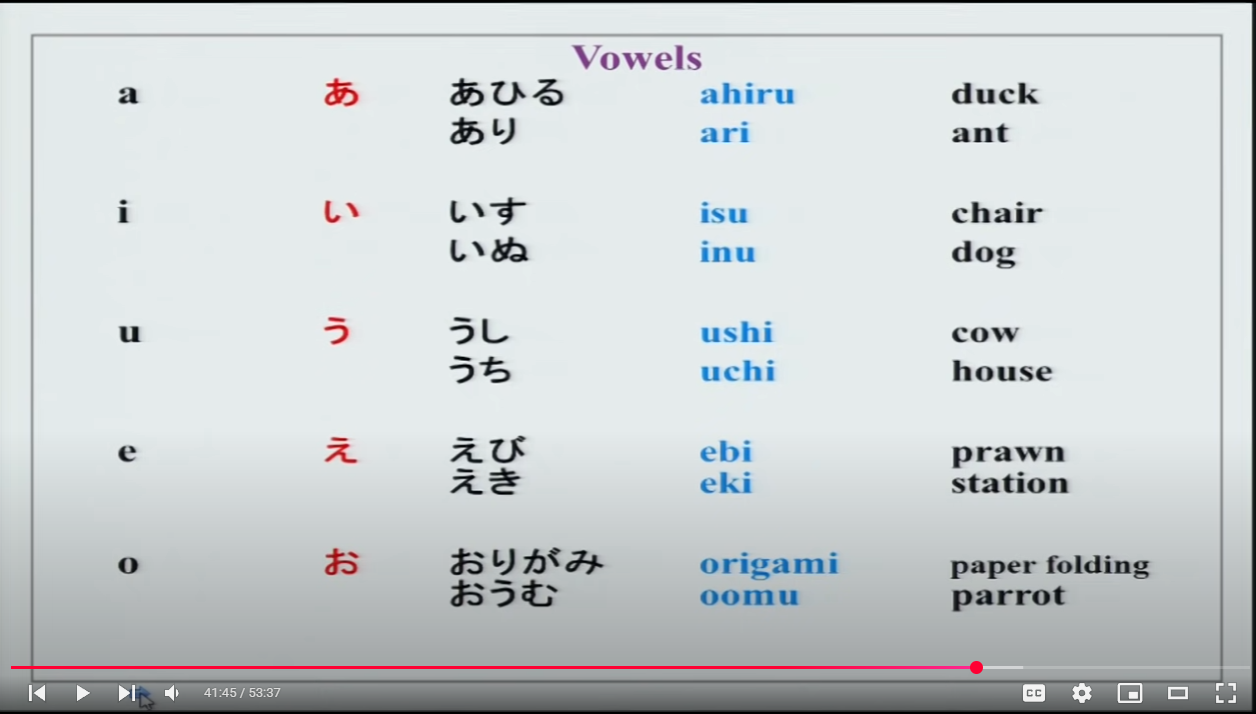 Vowels
a あ あひる ahiru duck
あり ari ant
i い いす isu chair
いぬ inu dog
u う うし ushi cow
うち uchi house
e え えび ebi prawn
えき eki station
o お おりがみ origami paper folding
おうむ oomu parrot
41:45 / 53:37 CC